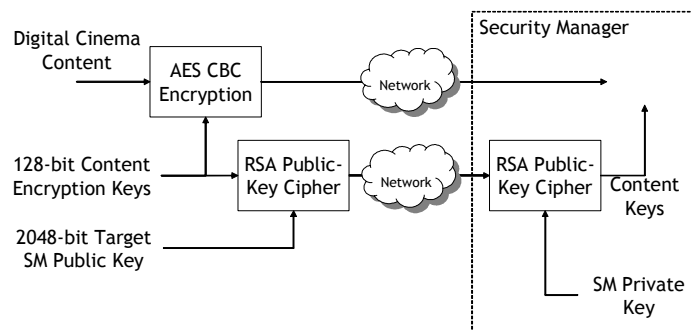 Security Manager
Digital Cinema
Content
AES CBC
Encryption
Network
128-bit Content
Encryption Keys
RSA Public-
Key Cipher
Network
RSA Public-
Key Cipher
Content
Keys
2048-bit Target
SM Public Key
SM Private
Key